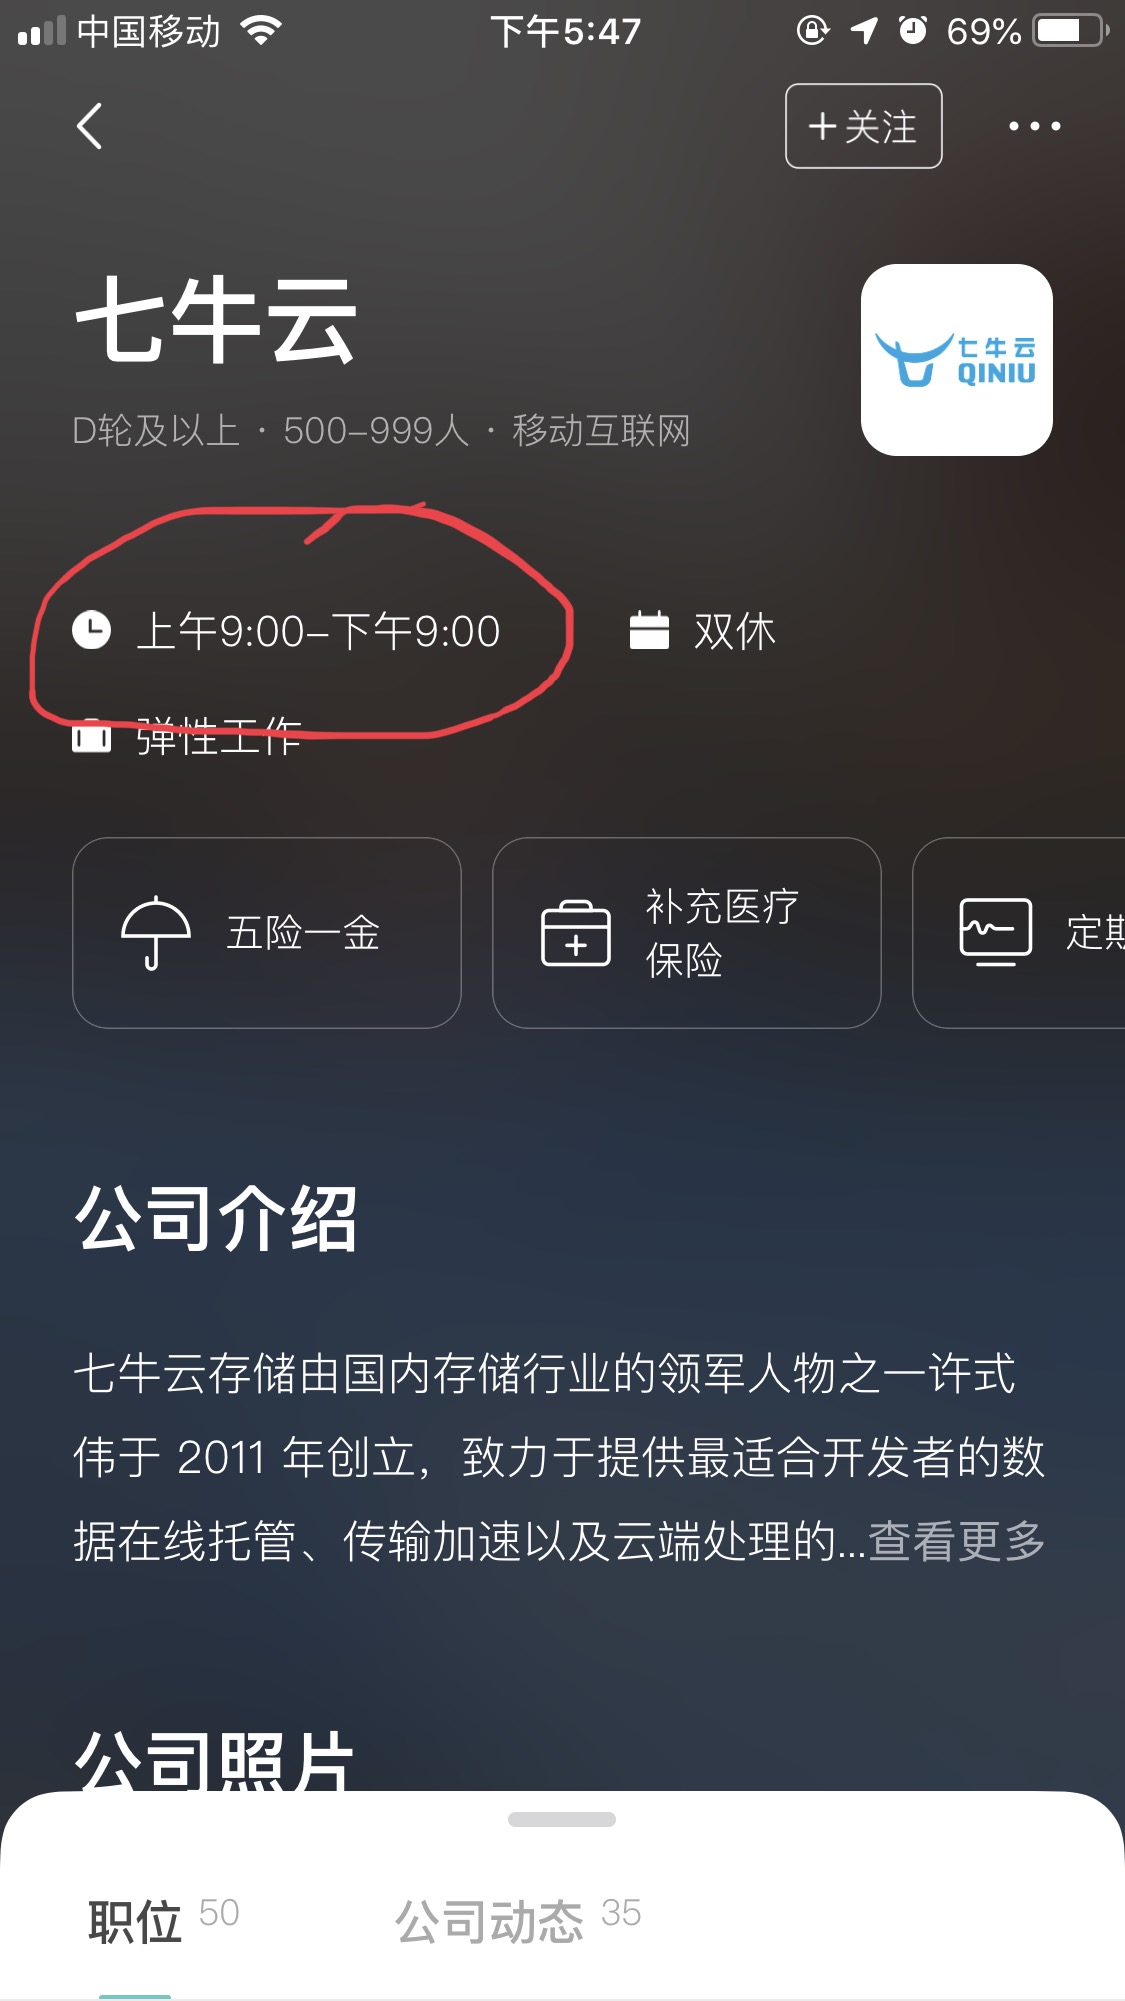 中国移动 下午5:47 69%
+关注
七牛云
七牛云
QINIU
D轮及以上 · 500-999人 · 移动互联网
上午9:00-下午9:00 双休
弹性工作
五险一金
补充医疗
保险
定期
公司介绍
七牛云存储由国内存储行业的领军人物之一许式
伟于 2011 年创立，致力于提供最适合开发者的数
据在线托管、传输加速以及云端处理的...查看更多
公司照片
职位 50 公司动态 35